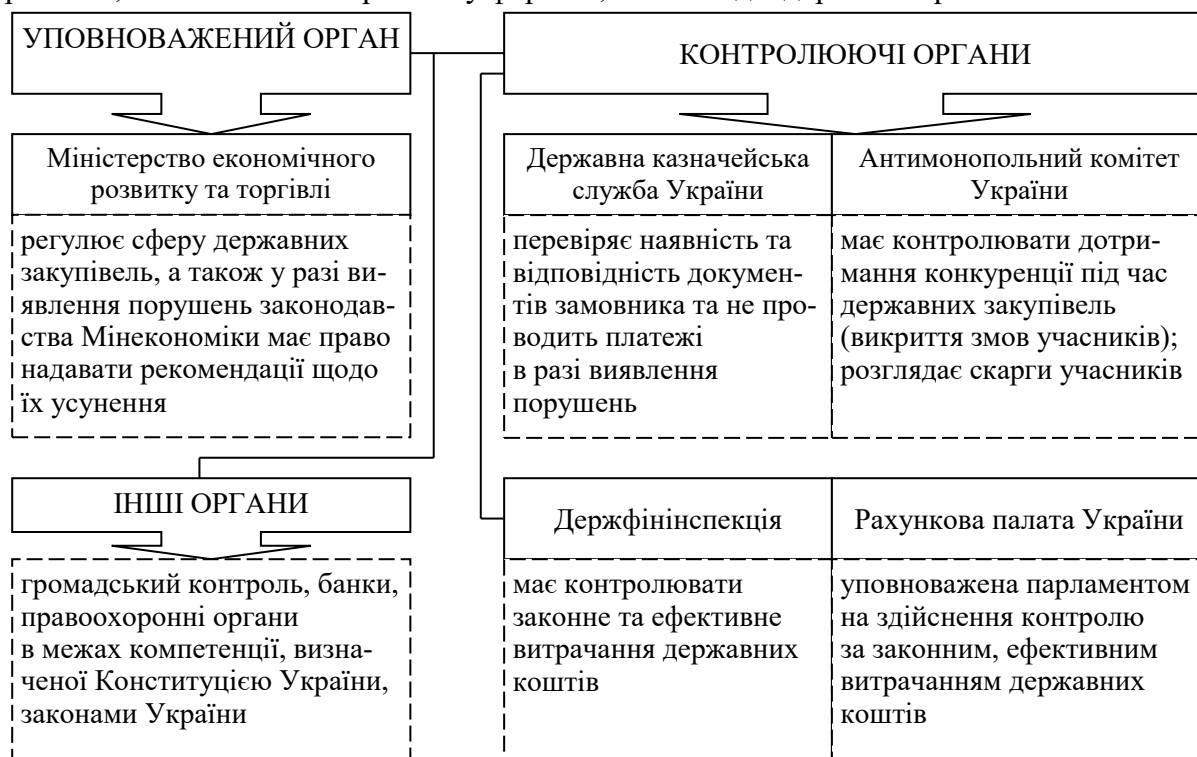 УПОВНОВАЖЕНИЙ ОРГАН
КОНТРОЛЮЮЧІ ОРГАНИ
Міністерство економічного
розвитку та торгівлі
регулює сферу державних
закупівель, а також у разі ви-
явлення порушень законодав-
ства Мінекономіки має право
надавати рекомендації щодо
їх усунення
Державна казначейська
служба України
перевіряє наявність та
відповідність докумен-
тів замовника та не про-
водить платежі
в разі виявлення
порушень
Антимонопольний комітет
України
має контролювати дотри-
мання конкуренції під час
державних закупівель
(викриття змов учасників);
розглядає скарги учасників
ІНШІ ОРГАНИ
громадський контроль, банки,
правоохоронні органи
в межах компетенції, визна-
ченої Конституцією України,
законами України
Держфінінспекція
має контролювати
законне та ефективне
витрачання державних
коштів
Рахункова палата України
уповноважена парламентом
на здійснення контролю
за законним, ефективним
витрачанням державних
коштів